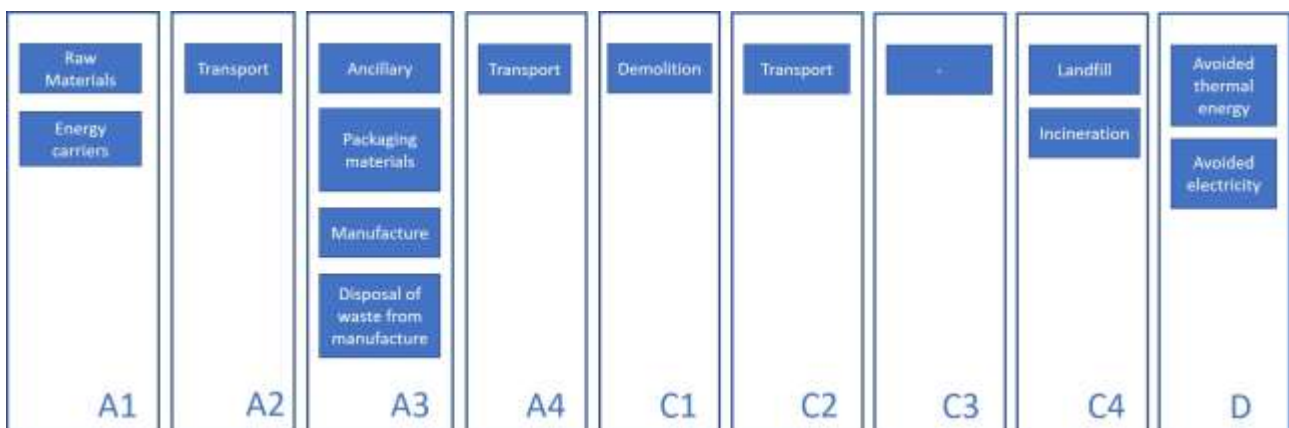 Raw
Materials
Energy
carriers
A1
Transport
A2
Ancillary
Packaging
materials
Manufacture
Disposal of
waste from
manufacture
A3
Transport
A4
Demolition
C1
Transport
C2
-
C3
Landfill
Incineration
C4
Avoided
thermal
energy
Avoided
electricity
D